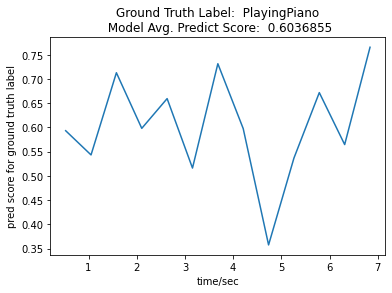 Ground Truth Label:  PlayingPiano
Model Avg. Predict Score:  0.6036855
pred score for ground truth label
0.75
0.70
0.65
0.60
0.55
0.50
0.45
0.40
0.35
1 2 3 4 5 6 7
time/sec